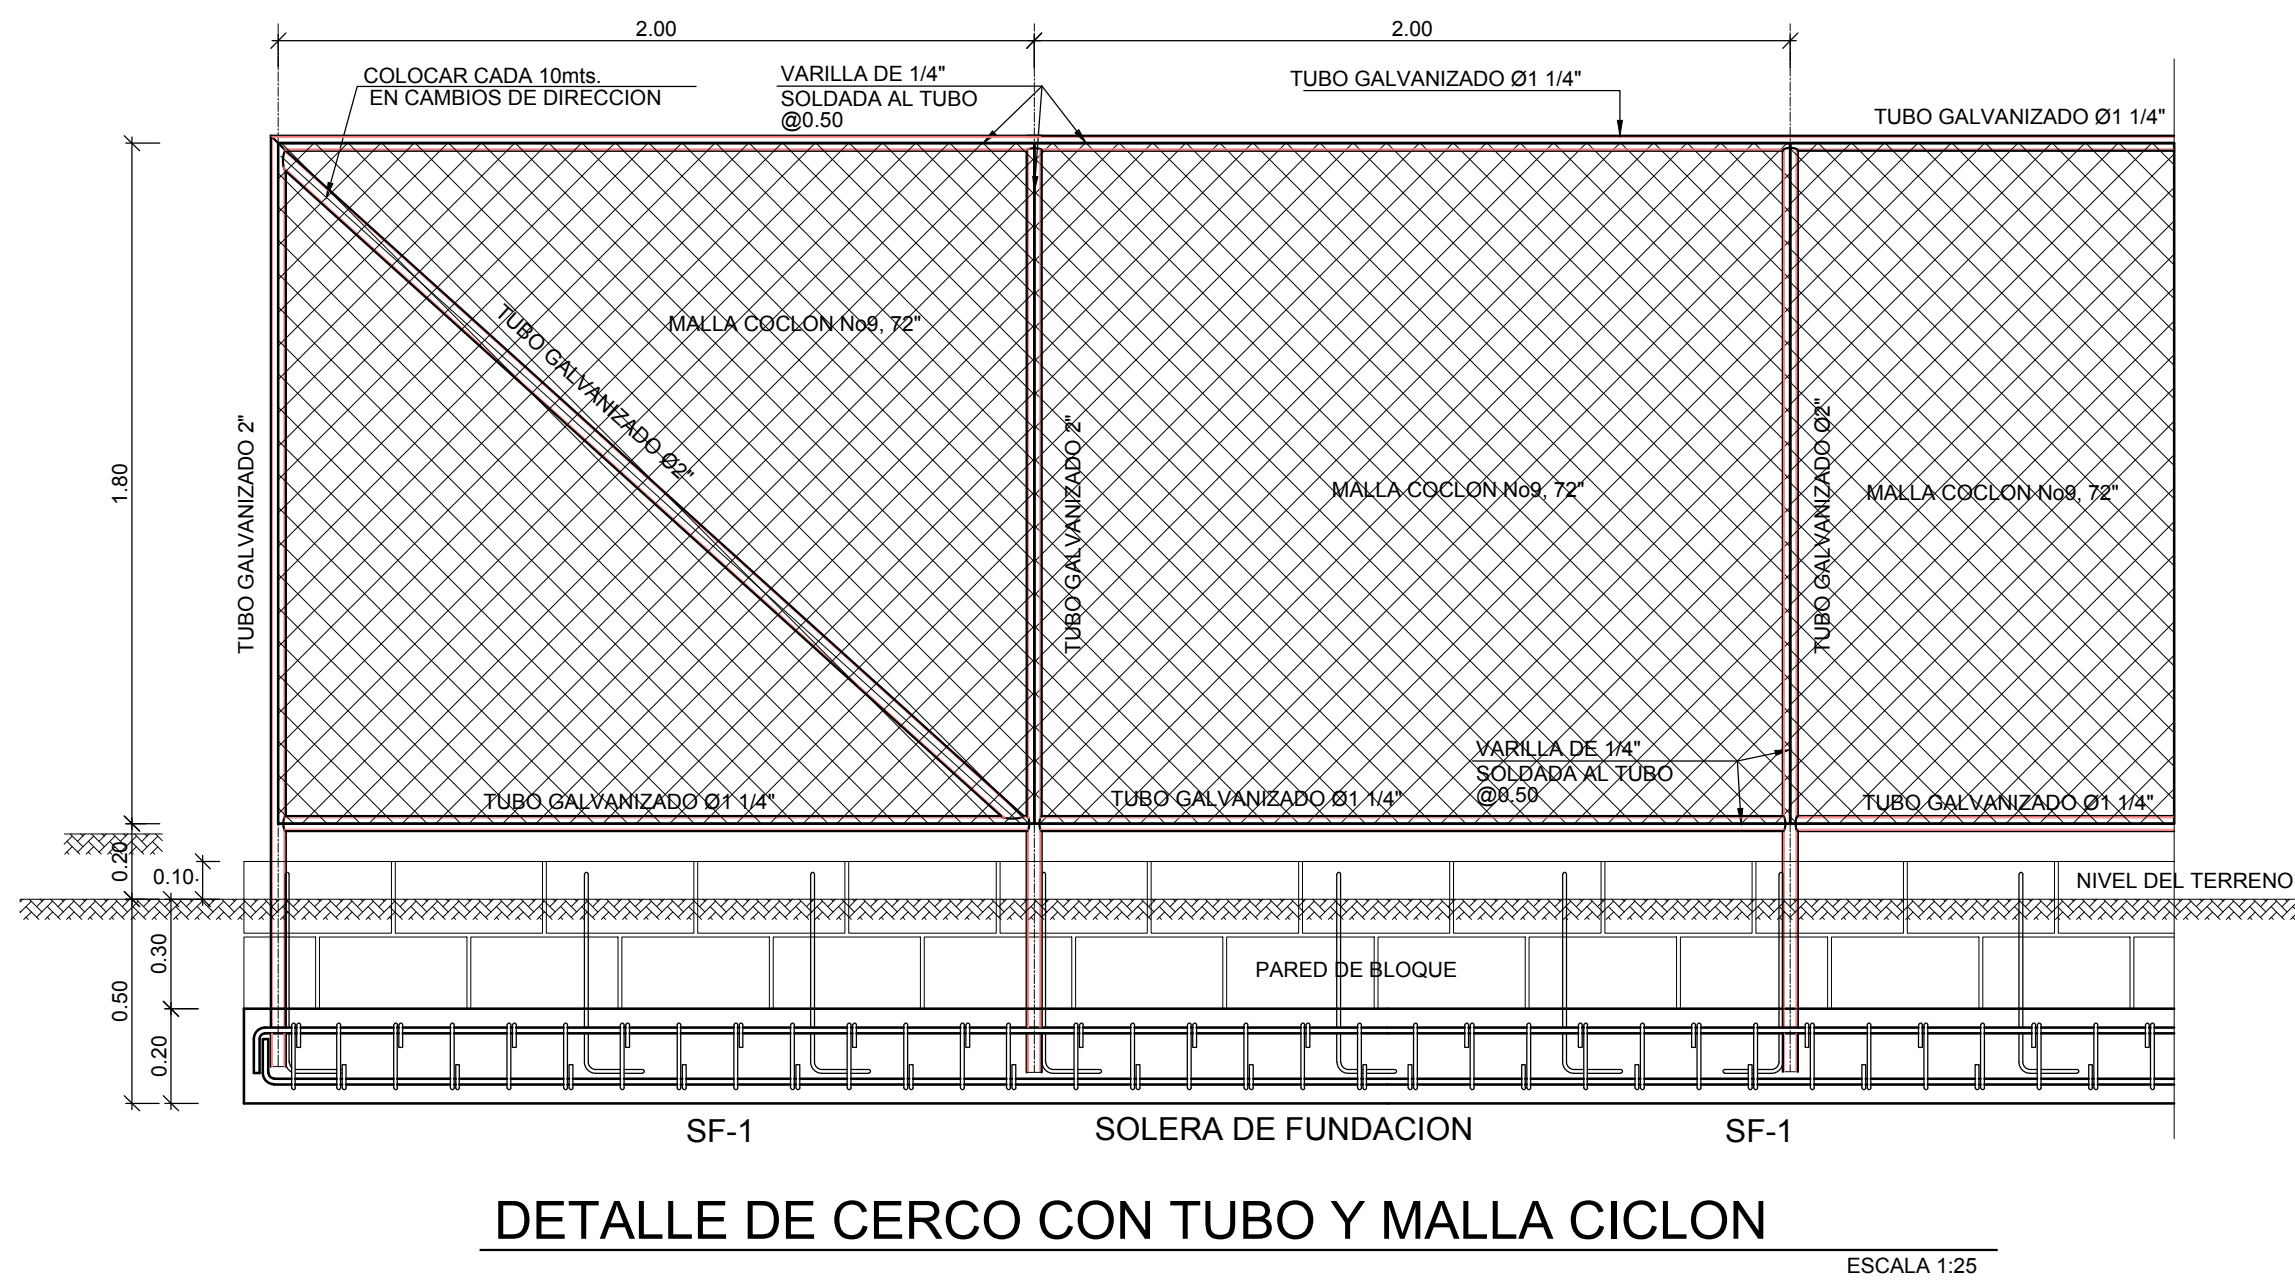 2.00
2.00
COLOCAR CADA 10mts.
EN CAMBIOS DE DIRECCION
VARILLA DE 1/4"
SOLDADA AL TUBO
@0.50
TUBO GALVANIZADO Ø1 1/4"
TUBO GALVANIZADO Ø1 1/4"
1.80
TUBO GALVANIZADO 2"
TUBO GALVANIZADO Ø2"
MALLA COCLON No9, 72"
TUBO GALVANIZADO 2"
MALLA COCLON No9, 72"
TUBO GALVANIZADO Ø2"
MALLA COCLON No9, 72"
VARILLA DE 1/4"
SOLDADA AL TUBO
@0.50
TUBO GALVANIZADO Ø1 1/4"
TUBO GALVANIZADO Ø1 1/4"
TUBO GALVANIZADO Ø1 1/4"
0.20
0.10.
NIVEL DEL TERRENO
0.30
0.50
PARED DE BLOQUE
0.20
SF-1
SOLERA DE FUNDACION
SF-1
DETALLE DE CERCO CON TUBO Y MALLA CICLON
ESCALA 1:25